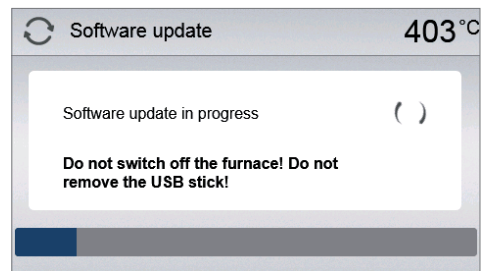 Software update
403°C
Software update in progress
Do not switch off the furnace! Do not
remove the USB stick!